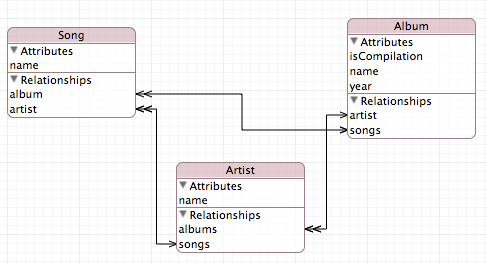 Song
Attributes
name
Relationships
album
artist
Album
Attributes
isCompilation
name
year
Relationships
artist
songs
Artist
Attributes
name
Relationships
albums
songs